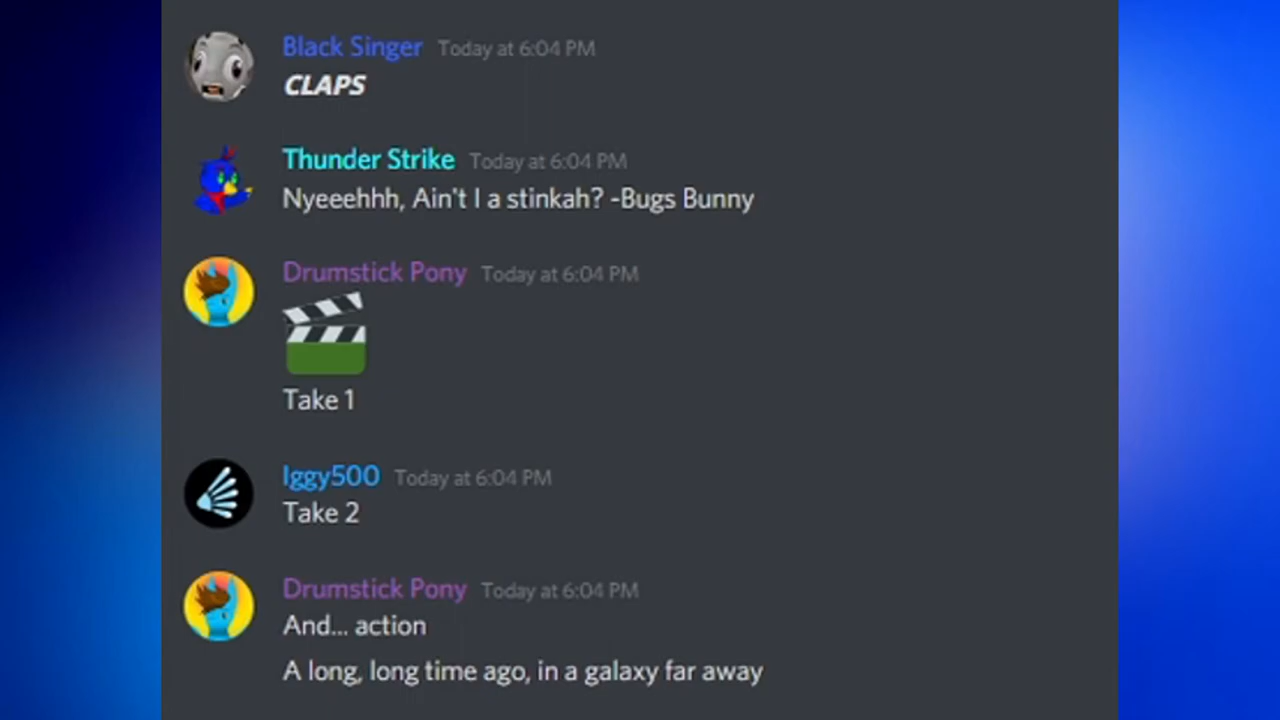 Black Singer Today at 6:04 PM
CLAPS
Thunder Strike Today at 6:04 PM
Nyeeehhh, Ain't I a stinkah? -Bugs Bunny
Drumstick Pony Today at 6:04 PM
Take 1
Iggy500 Today at 6:04 PM
Take 2
Drumstick Pony Today at 6:04 PM
And... action
A long, long time ago, in a galaxy far away